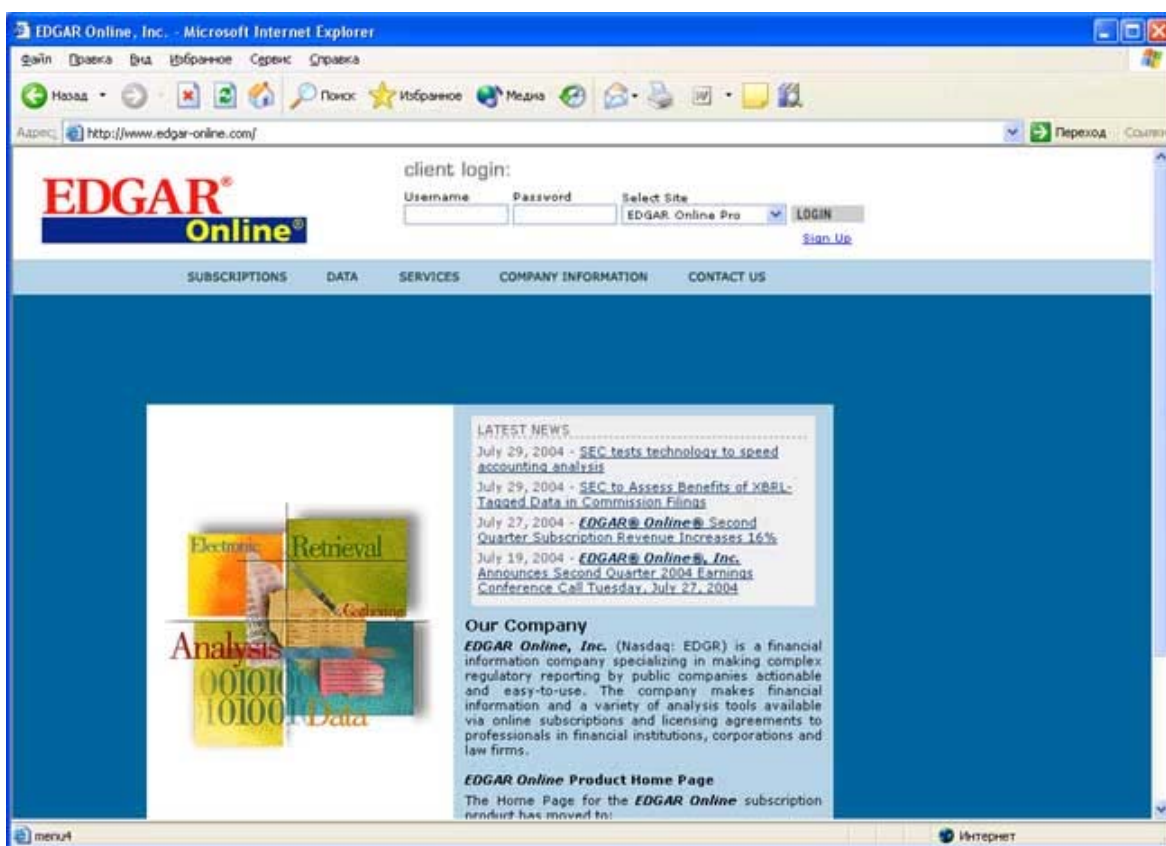 EDGAR Online, Inc. - Microsoft Internet Explorer
Файл Правка Вид Избранное Сервис Справка
Назад Поиск Избранное Медиа
Адрес: http://www.edgar-online.com/ Переход Ссылки
client login:
Username Password Select Site
EDGAR Online Pro LOGIN
Sign Up
EDGAR®
Online®
SUBSCRIPTIONS DATA SERVICES COMPANY INFORMATION CONTACT US
LATEST NEWS
July 29, 2004 - SEC tests technology to speed
accounting analysis
July 29, 2004 - SEC to Assess Benefits of XBRL-
Tagged Data in Commission Filings
July 27, 2004 - EDGAR® Online® Second
Quarter Subscription Revenue Increases 16%
July 19, 2004 - EDGAR® Online®, Inc.
Announces Second Quarter 2004 Earnings
Conference Call Tuesday, July 27, 2004
Electronic Retrieval
Gathering
Analysis
001010
101001 Data
Our Company
EDGAR Online, Inc. (Nasdaq: EDGR) is a financial
information company specializing in making complex
regulatory reporting by public companies actionable
and easy-to-use. The company makes financial
information and a variety of analysis tools available
via online subscriptions and licensing agreements to
professionals in financial institutions, corporations and
law firms.
EDGAR Online Product Home Page
The Home Page for the EDGAR Online subscription
product has moved to:
menu4 Интернет